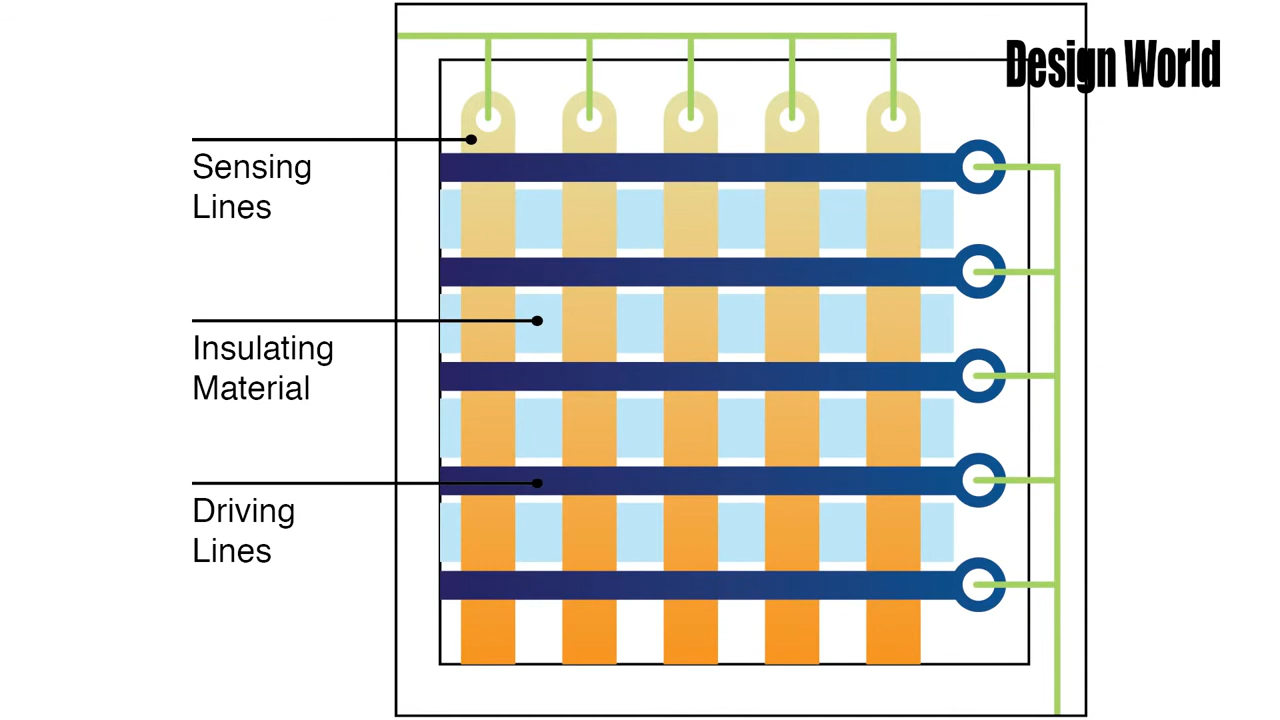 Design World
Sensing
Lines
Insulating
Material
Driving
Lines